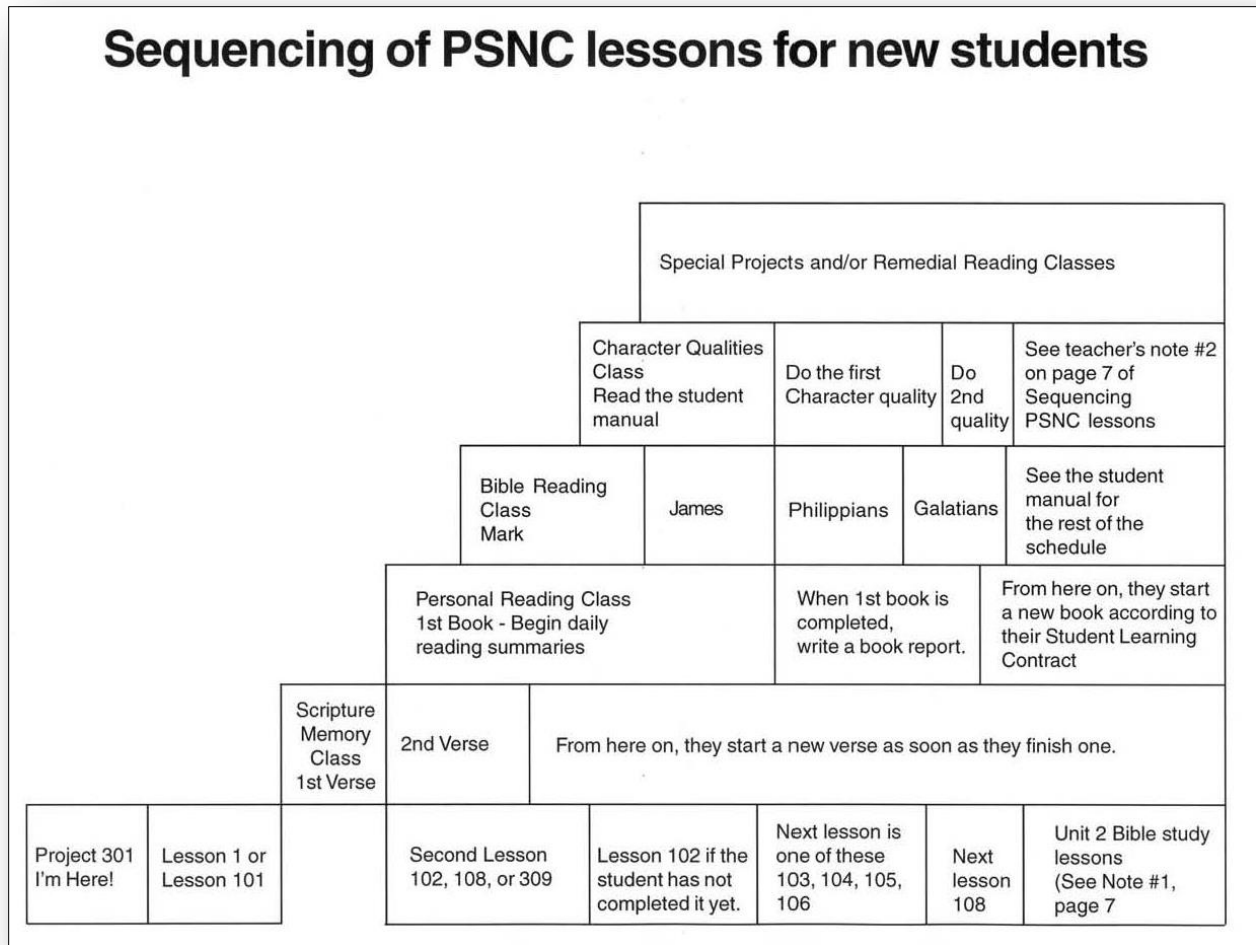 Sequencing of PSNC lessons for new students
Special Projects and/or Remedial Reading Classes
Character Qualities
Class
Read the student
manual
Do the first
Character quality
Do
2nd
quality
See teacher's note #2
on page 7 of
Sequencing
PSNC lessons
Bible Reading
Class
Mark
James
Philippians
Galatians
See the student
manual for
the rest of the
schedule
Personal Reading Class
1st Book - Begin daily
reading summaries
When 1st book is
completed,
write a book report.
From here on, they start
a new book according to
their Student Learning
Contract
Scripture
Memory
Class
1st Verse
2nd Verse
From here on, they start a new verse as soon as they finish one.
Project 301
I'm Here!
Lesson 1 or
Lesson 101
Second Lesson
102, 108, or 309
Lesson 102 if the
student has not
completed it yet.
Next lesson is
one of these
103, 104, 105,
106
Next
lesson
108
Unit 2 Bible study
lessons
(See Note #1,
page 7